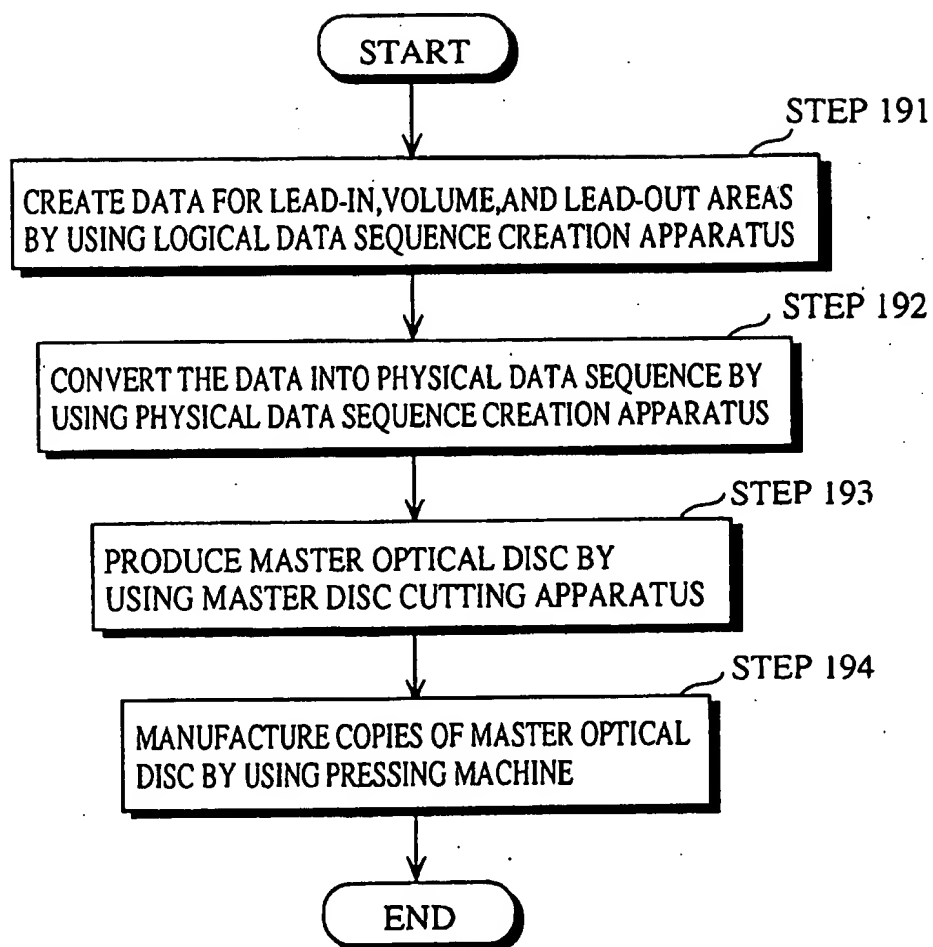 START
STEP 191
CREATE DATA FOR LEAD-IN,VOLUME,AND LEAD-OUT AREAS
BY USING LOGICAL DATA SEQUENCE CREATION APPARATUS
STEP 192
CONVERT THE DATA INTO PHYSICAL DATA SEQUENCE BY
USING PHYSICAL DATA SEQUENCE CREATION APPARATUS
STEP 193
PRODUCE MASTER OPTICAL DISC BY
USING MASTER DISC CUTTING APPARATUS
STEP 194
MANUFACTURE COPIES OF MASTER OPTICAL
DISC BY USING PRESSING MACHINE
END